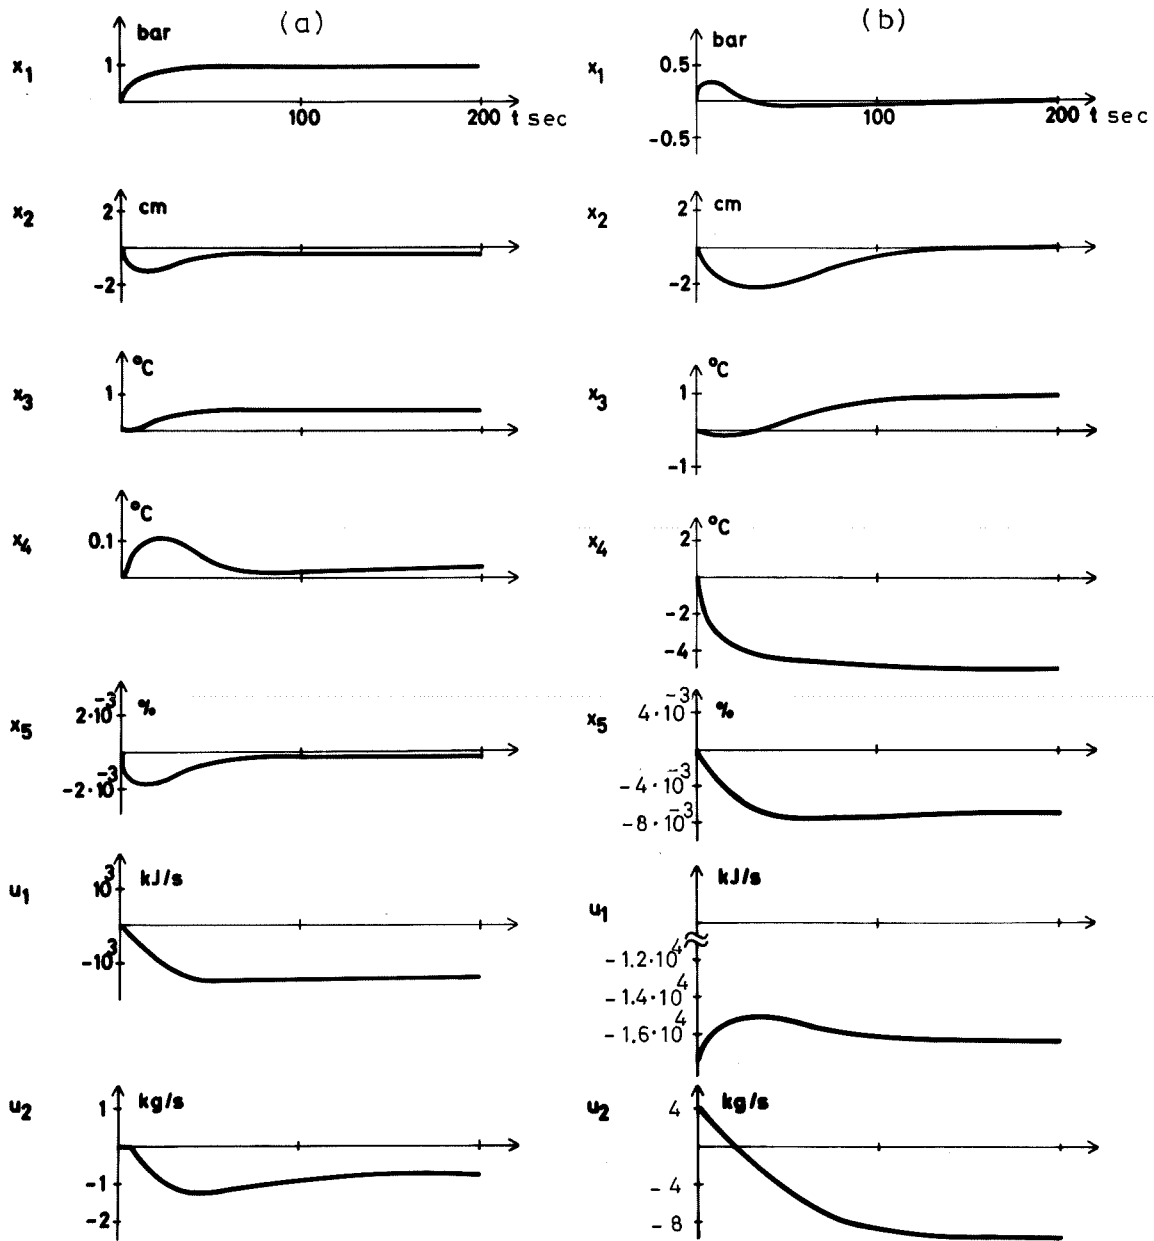 (a)
bar
x₁
1
100
200 t sec
cm
x₂
2
-2
°C
x₃
1
°C
x₄
0.1
2·10⁻³
%
x₅
-2·10⁻³
10³
kJ/s
u₁
-10³
1
kg/s
u₂
-1
-2
(b)
bar
x₁
0.5
-0.5
100
200 t sec
cm
x₂
2
-2
°C
x₃
1
-1
°C
x₄
2
-2
-4
4·10⁻³
%
x₅
-4·10⁻³
-8·10⁻³
kJ/s
u₁
-1.2·10⁴
-1.4·10⁴
-1.6·10⁴
4
kg/s
u₂
-4
-8